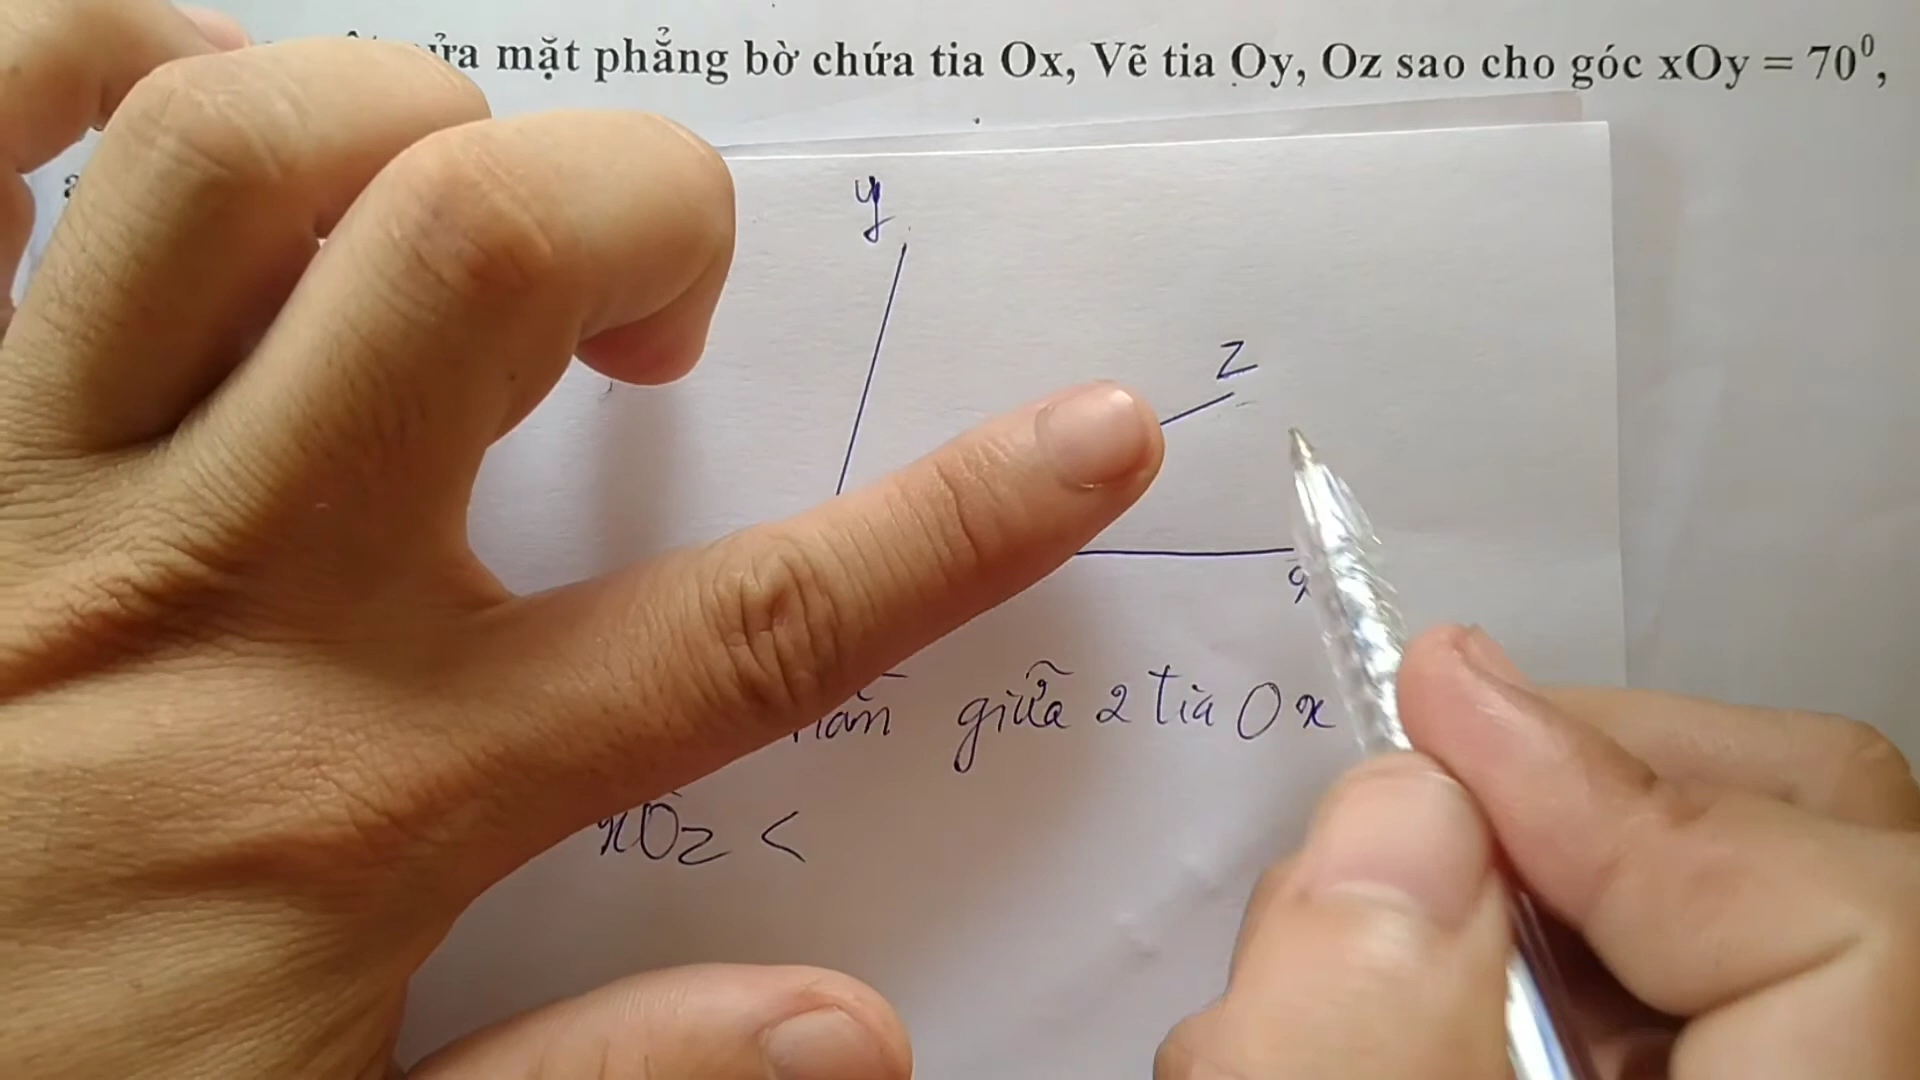 mặt phẳng bờ chứa tia Ox, Vẽ tia Oy, Oz sao cho góc xOy = 70⁰,
y
z
x
giữa 2 tia Ox
xOz <